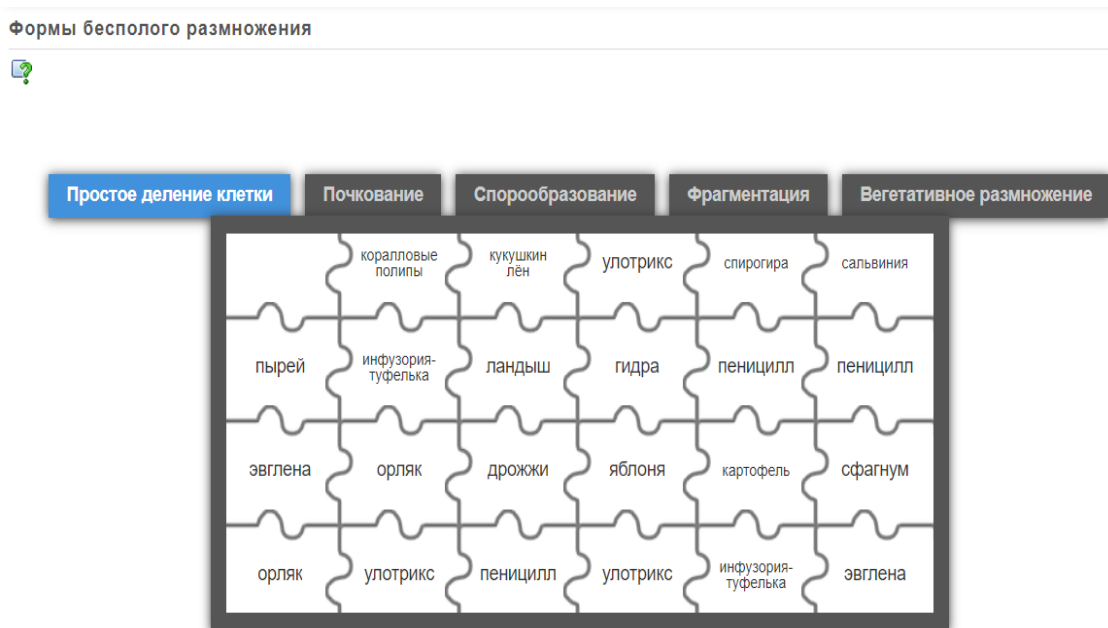 Формы бесполого размножения
Простое деление клетки Почкование Спорообразование Фрагментация Вегетативное размножение
коралловые полипы кукушкин лён улотрикс спирогира сальвиния
пырей инфузория-туфелька ландыш гидра пеницилл пеницилл
эвглена орляк дрожжи яблоня картофель сфагнум
орляк улотрикс пеницилл улотрикс инфузория-туфелька эвглена